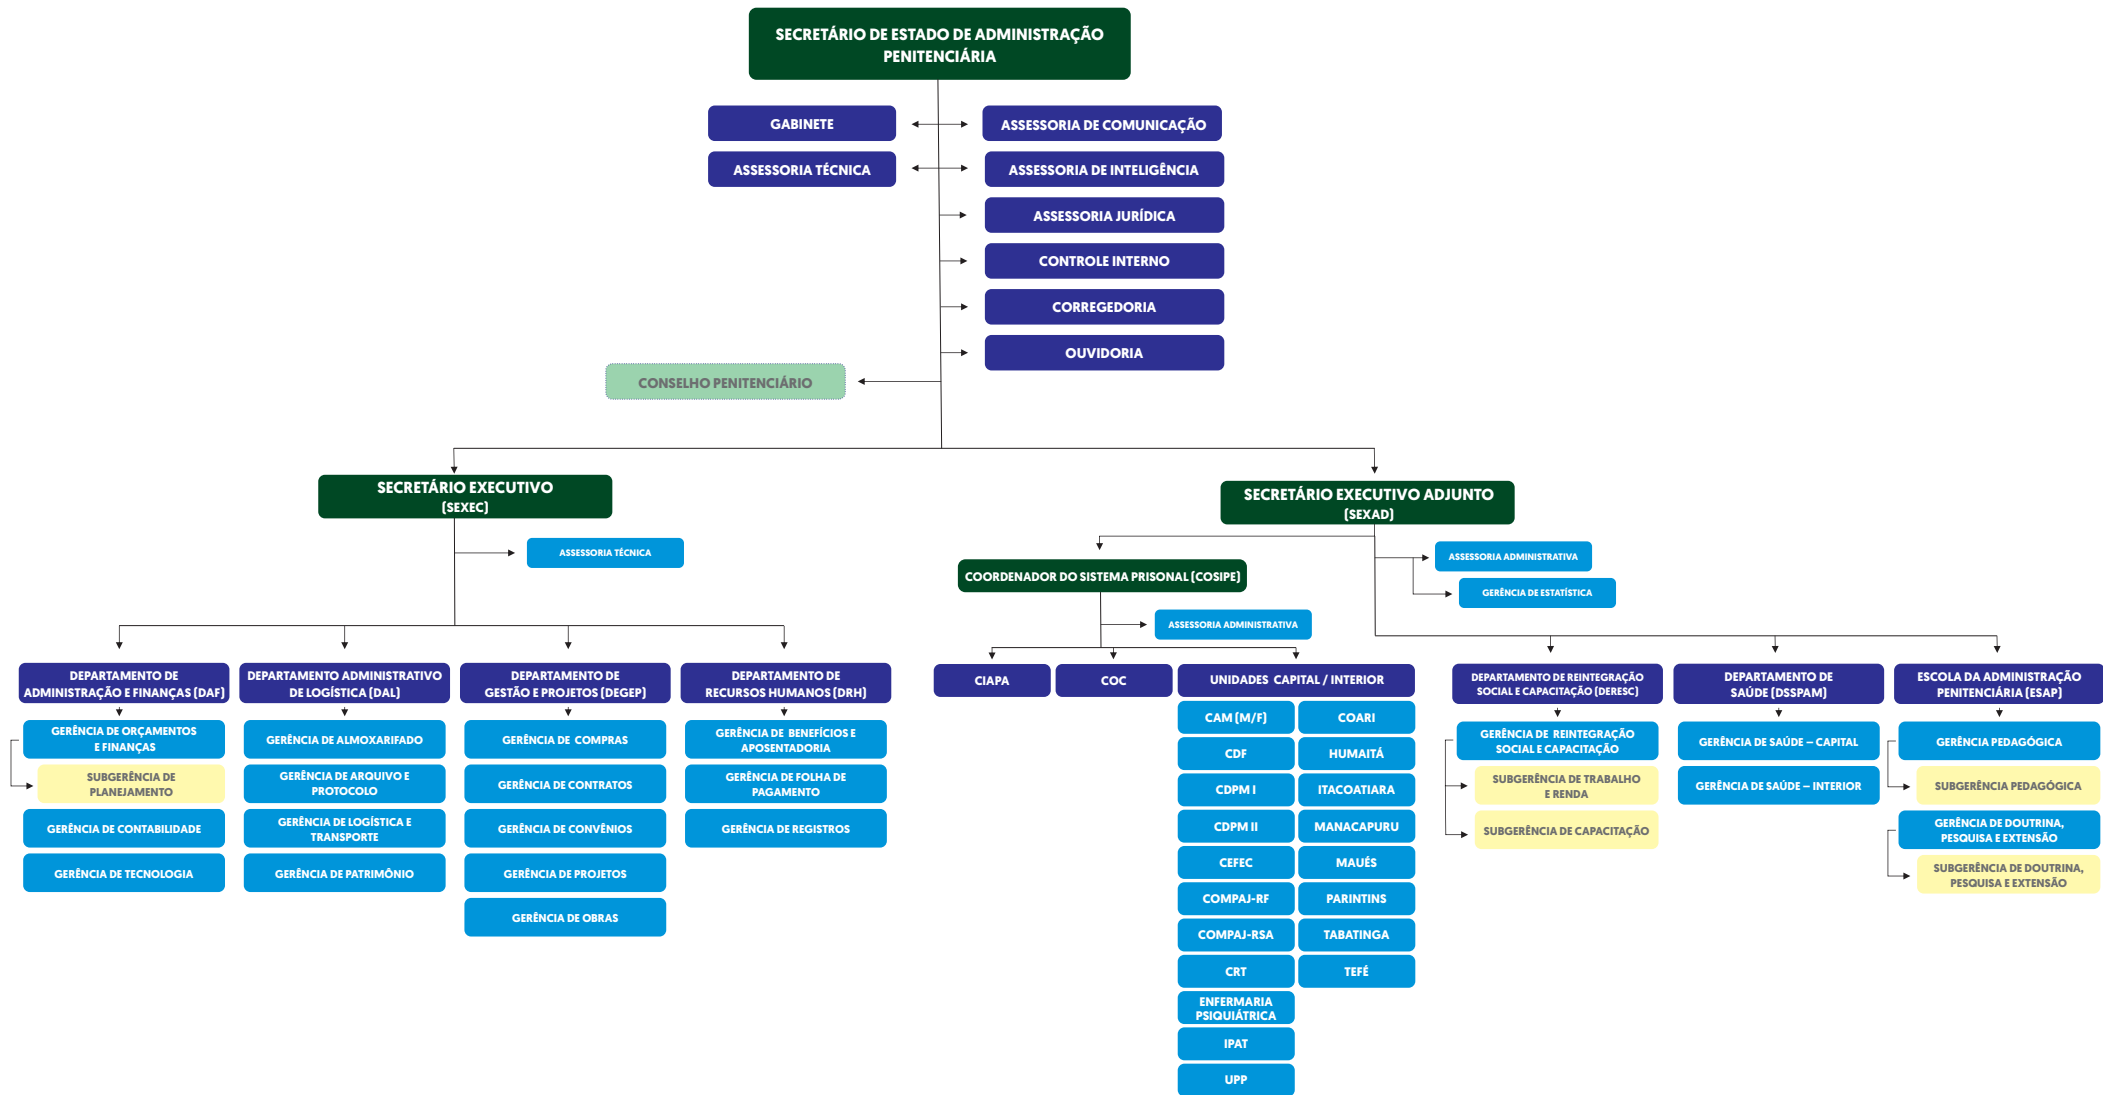 SECRETÁRIO DE ESTADO DE ADMINISTRAÇÃO
PENITENCIÁRIA
GABINETE
ASSESSORIA DE COMUNICAÇÃO
ASSESSORIA TÉCNICA
ASSESSORIA DE INTELIGÊNCIA
ASSESSORIA JURÍDICA
CONTROLE INTERNO
CORREGEDORIA
OUVIDORIA
CONSELHO PENITENCIÁRIO
SECRETÁRIO EXECUTIVO
(SEXEC)
ASSESSORIA TÉCNICA
SECRETÁRIO EXECUTIVO ADJUNTO
(SEXAD)
ASSESSORIA ADMINISTRATIVA
GERÊNCIA DE ESTATÍSTICA
COORDENADOR DO SISTEMA PRISONAL (COSIPE)
ASSESSORIA ADMINISTRATIVA
DEPARTAMENTO DE
ADMINISTRAÇÃO E FINANÇAS (DAF)
GERÊNCIA DE ORÇAMENTOS
E FINANÇAS
SUBGERÊNCIA DE
PLANEJAMENTO
GERÊNCIA DE CONTABILIDADE
GERÊNCIA DE TECNOLOGIA
DEPARTAMENTO ADMINISTRATIVO
DE LOGÍSTICA (DAL)
GERÊNCIA DE ALMOXARIFADO
GERÊNCIA DE ARQUIVO E
PROTOCOLO
GERÊNCIA DE LOGÍSTICA E
TRANSPORTE
GERÊNCIA DE PATRIMÔNIO
DEPARTAMENTO DE
GESTÃO E PROJETOS (DEGEP)
GERÊNCIA DE COMPRAS
GERÊNCIA DE CONTRATOS
GERÊNCIA DE CONVÊNIOS
GERÊNCIA DE PROJETOS
GERÊNCIA DE OBRAS
DEPARTAMENTO DE
RECURSOS HUMANOS (DRH)
GERÊNCIA DE BENEFÍCIOS E
APOSENTADORIA
GERÊNCIA DE FOLHA DE
PAGAMENTO
GERÊNCIA DE REGISTROS
CIAPA
COC
UNIDADES CAPITAL / INTERIOR
CAM (M/F)
CDF
CDPM I
CDPM II
CEFEC
COMPAJ-RF
COMPAJ-RSA
CRT
ENFERMARIA
PSIQUIÁTRICA
IPAT
UPP
COARI
HUMAITÁ
ITACOATIARA
MANACAPURU
MAUÉS
PARINTINS
TABATINGA
TEFÉ
DEPARTAMENTO DE REINTEGRAÇÃO
SOCIAL E CAPACITAÇÃO (DERESC)
GERÊNCIA DE REINTEGRAÇÃO
SOCIAL E CAPACITAÇÃO
SUBGERÊNCIA DE TRABALHO
E RENDA
SUBGERÊNCIA DE CAPACITAÇÃO
DEPARTAMENTO DE
SAÚDE (DSSPAM)
GERÊNCIA DE SAÚDE – CAPITAL
GERÊNCIA DE SAÚDE – INTERIOR
ESCOLA DA ADMINISTRAÇÃO
PENITENCIÁRIA (ESAP)
GERÊNCIA PEDAGÓGICA
SUBGERÊNCIA PEDAGÓGICA
GERÊNCIA DE DOUTRINA,
PESQUISA E EXTENSÃO
SUBGERÊNCIA DE DOUTRINA,
PESQUISA E EXTENSÃO